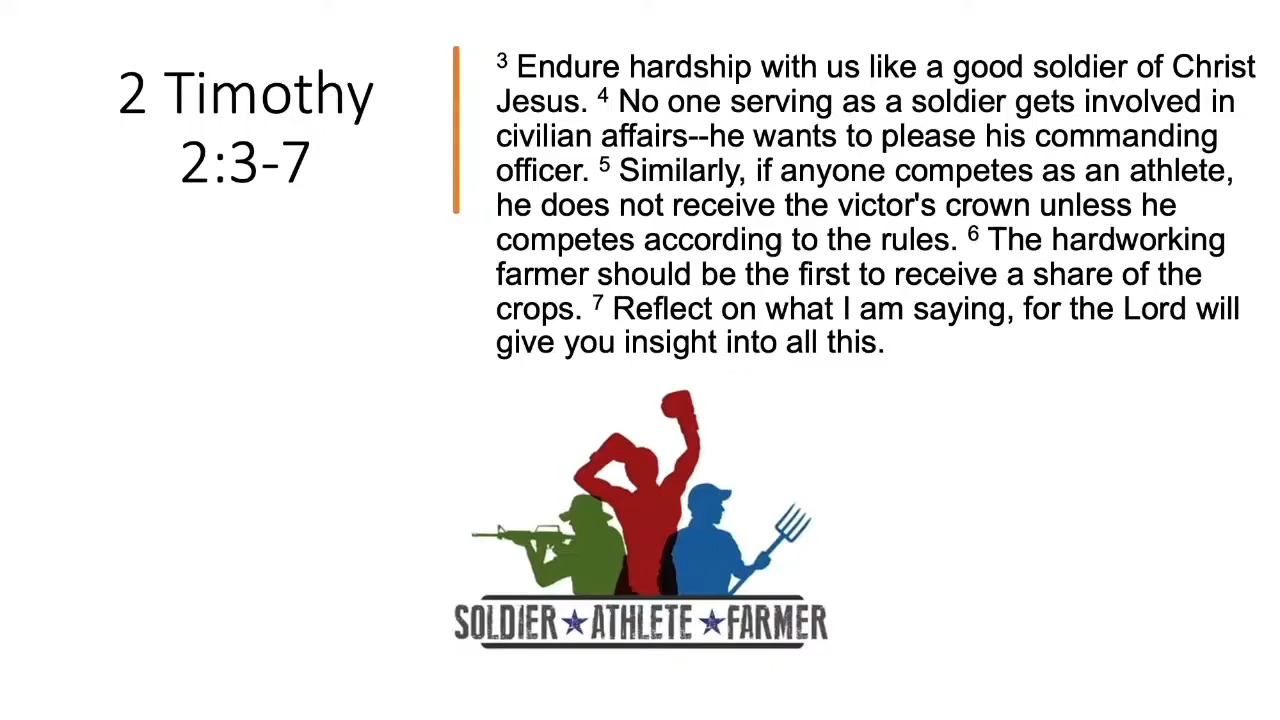 2 Timothy
2:3-7
³ Endure hardship with us like a good soldier of Christ
Jesus. ⁴ No one serving as a soldier gets involved in
civilian affairs--he wants to please his commanding
officer. ⁵ Similarly, if anyone competes as an athlete,
he does not receive the victor's crown unless he
competes according to the rules. ⁶ The hardworking
farmer should be the first to receive a share of the
crops. ⁷ Reflect on what I am saying, for the Lord will
give you insight into all this.
SOLDIER★ATHLETE★FARMER